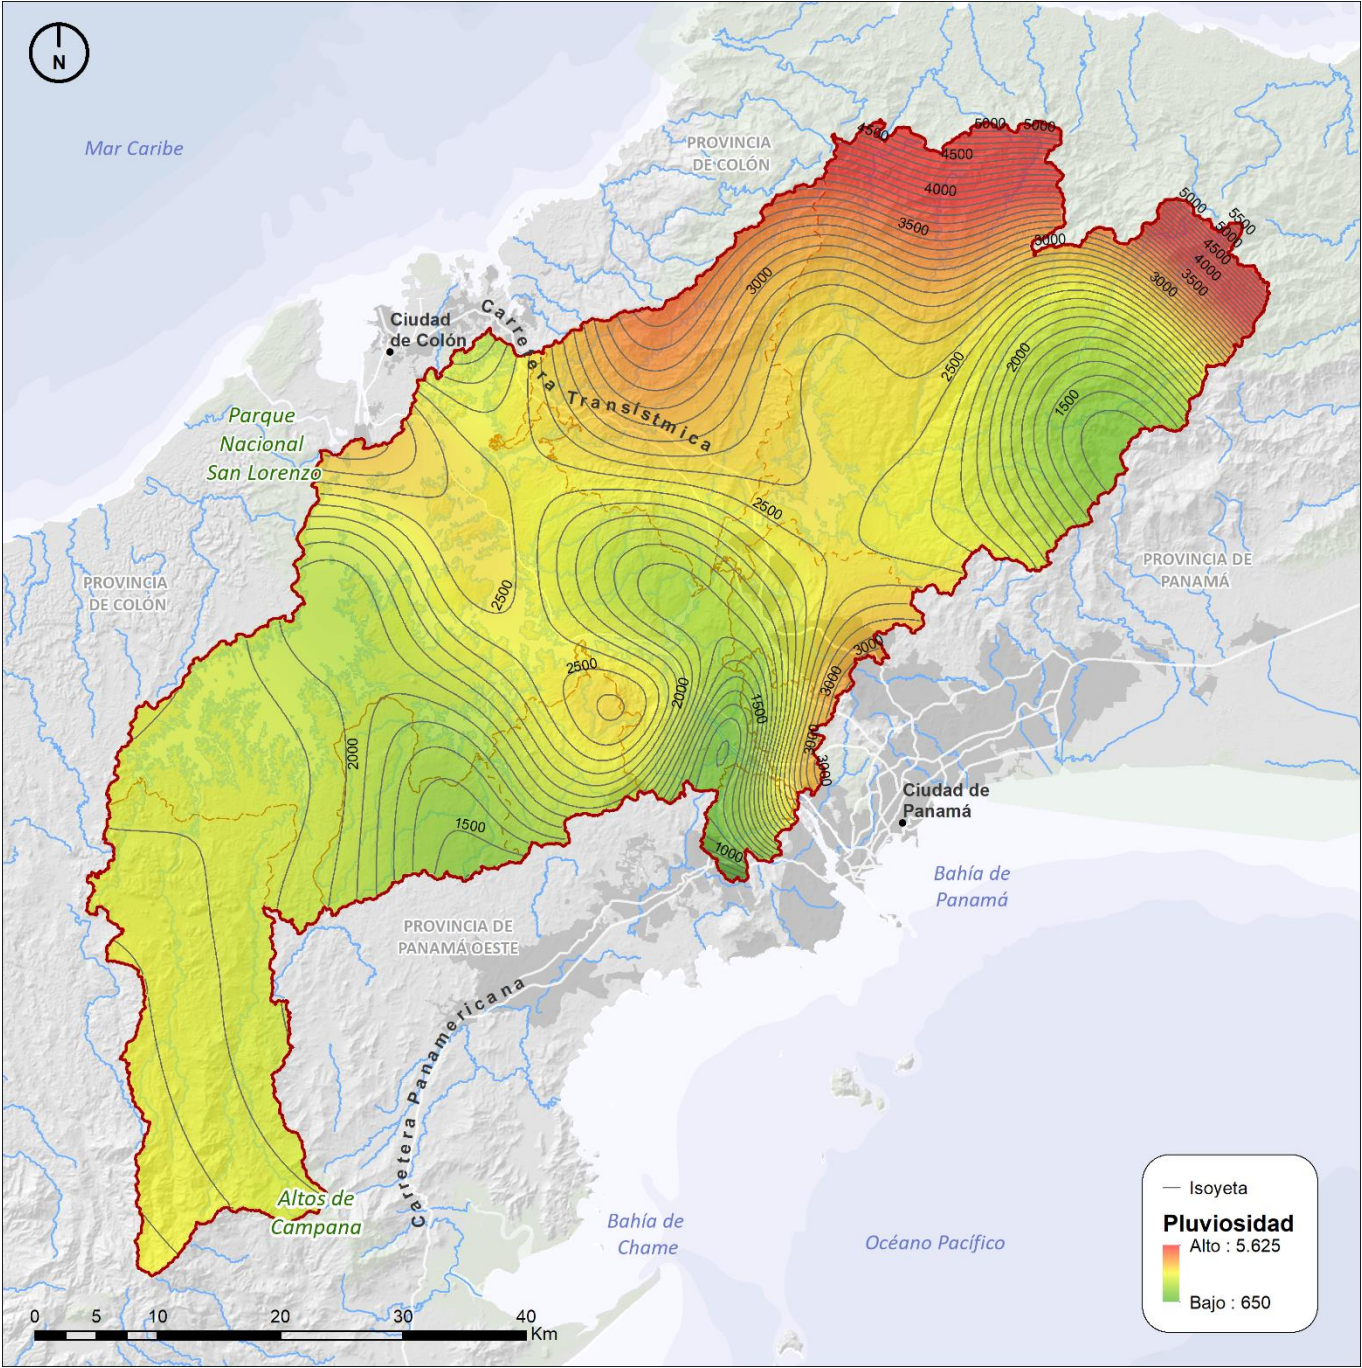 N
Mar Caribe
PROVINCIA
DE COLÓN
4500
5000
5000
4500
4000
3500
3000
3000
5000
5500
5000
4500
4000
3500
3000
Ciudad
de Colón
Carretera Transístmica
Parque
Nacional
San Lorenzo
2500
2000
1500
2500
PROVINCIA
DE COLÓN
PROVINCIA DE
PANAMÁ
2500
2500
2000
1500
3000
3000
3000
3000
2000
1500
1000
Ciudad de
Panamá
Bahía de
Panamá
PROVINCIA DE
PANAMÁ OESTE
Carretera Panamericana
Altos de
Campana
Bahía de
Chame
Océano Pacífico
Isoyeta
Pluviosidad
Alto : 5.625
Bajo : 650
0 5 10 20 30 40
Km